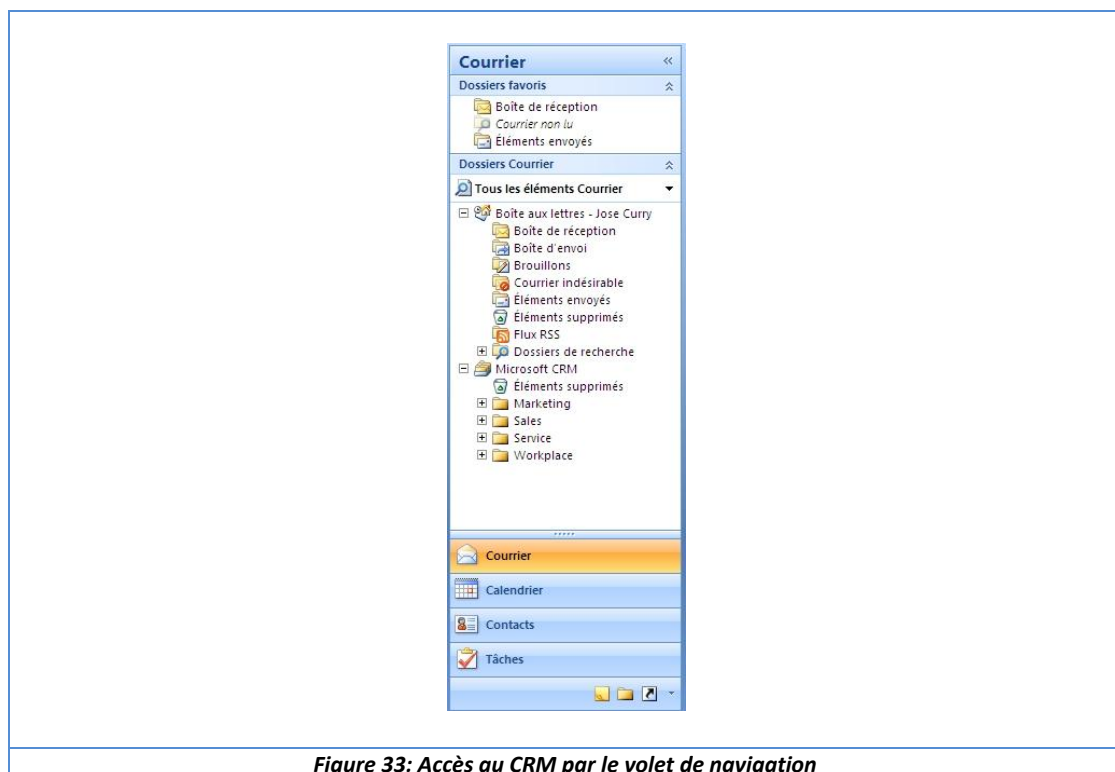 Courrier
Dossiers favoris
Boîte de réception
Courrier non lu
Éléments envoyés
Dossiers Courrier
Tous les éléments Courrier
Boîte aux lettres - Jose Curry
Boîte de réception
Boîte d'envoi
Brouillons
Courrier indésirable
Éléments envoyés
Éléments supprimés
Flux RSS
Dossiers de recherche
Microsoft CRM
Éléments supprimés
Marketing
Sales
Service
Workplace
Courrier
Calendrier
Contacts
Tâches
Figure 33: Accès au CRM par le volet de navigation